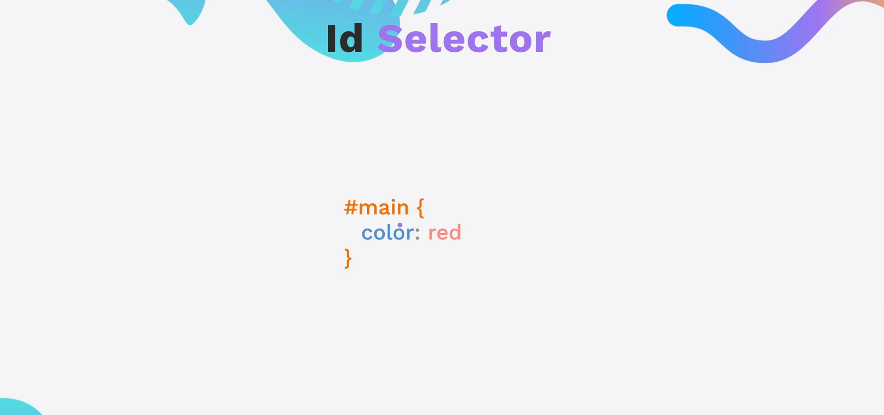 Id Selector
#main {
color: red
}